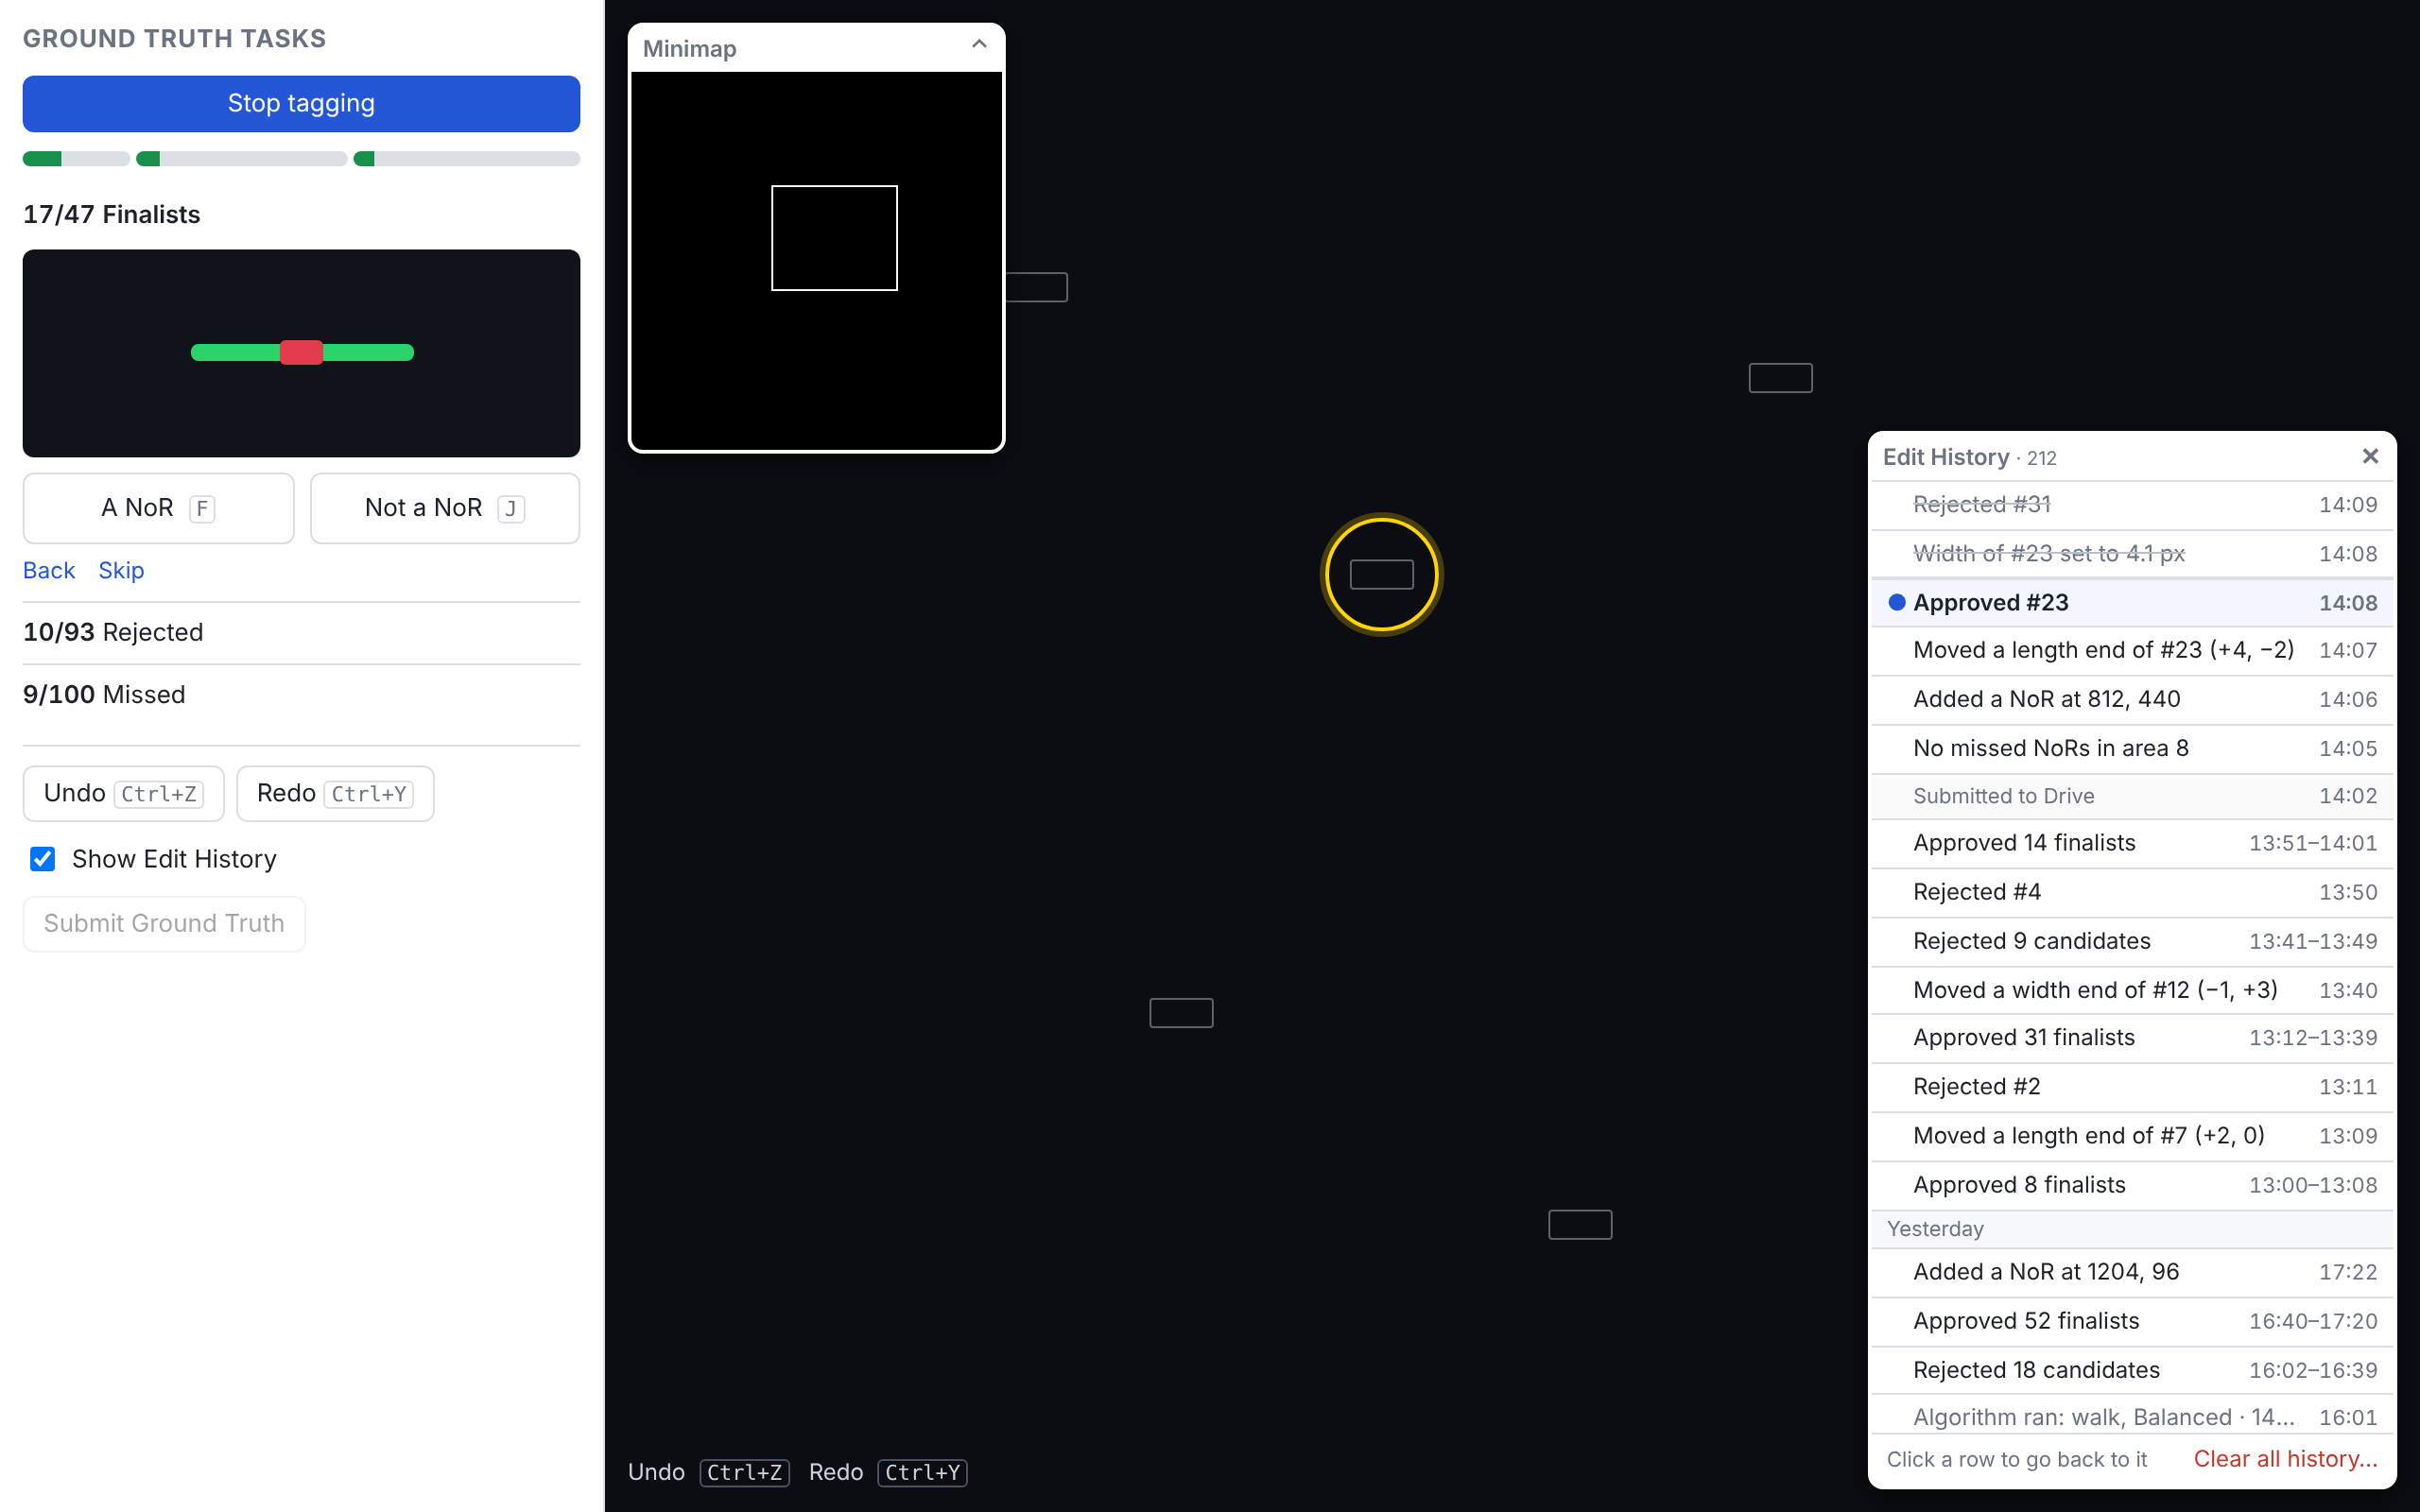 GROUND TRUTH TASKS
Stop tagging
17/47 Finalists
A NoR F
Not a NoR J
Back Skip
10/93 Rejected
9/100 Missed
Undo Ctrl+Z Redo Ctrl+Y
Show Edit History
Submit Ground Truth
Minimap
Undo Ctrl+Z Redo Ctrl+Y
Edit History · 212
Rejected #31 14:09
Width of #23 set to 4.1 px 14:08
Approved #23 14:08
Moved a length end of #23 (+4, −2) 14:07
Added a NoR at 812, 440 14:06
No missed NoRs in area 8 14:05
Submitted to Drive 14:02
Approved 14 finalists 13:51–14:01
Rejected #4 13:50
Rejected 9 candidates 13:41–13:49
Moved a width end of #12 (−1, +3) 13:40
Approved 31 finalists 13:12–13:39
Rejected #2 13:11
Moved a length end of #7 (+2, 0) 13:09
Approved 8 finalists 13:00–13:08
Yesterday
Added a NoR at 1204, 96 17:22
Approved 52 finalists 16:40–17:20
Rejected 18 candidates 16:02–16:39
Algorithm ran: walk, Balanced · 14... 16:01
Click a row to go back to it Clear all history...